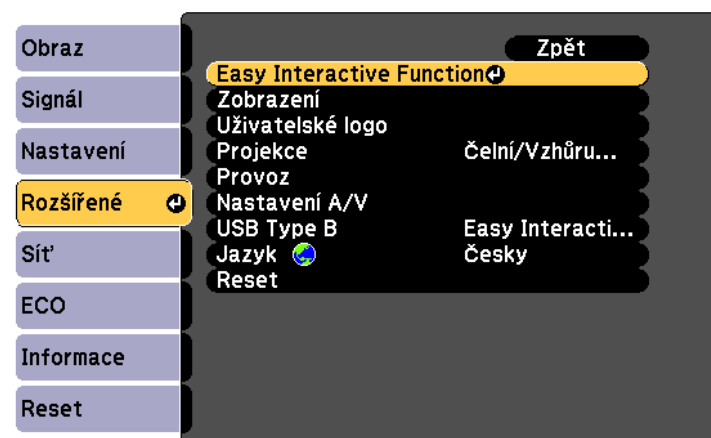 Obraz
Signál
Nastavení
Rozšířené
Síť
ECO
Informace
Reset
Zpět
Easy Interactive Function
Zobrazení
Uživatelské logo
Projekce Čelní/Vzhůru...
Provoz
Nastavení A/V
USB Type B Easy Interacti...
Jazyk Česky
Reset